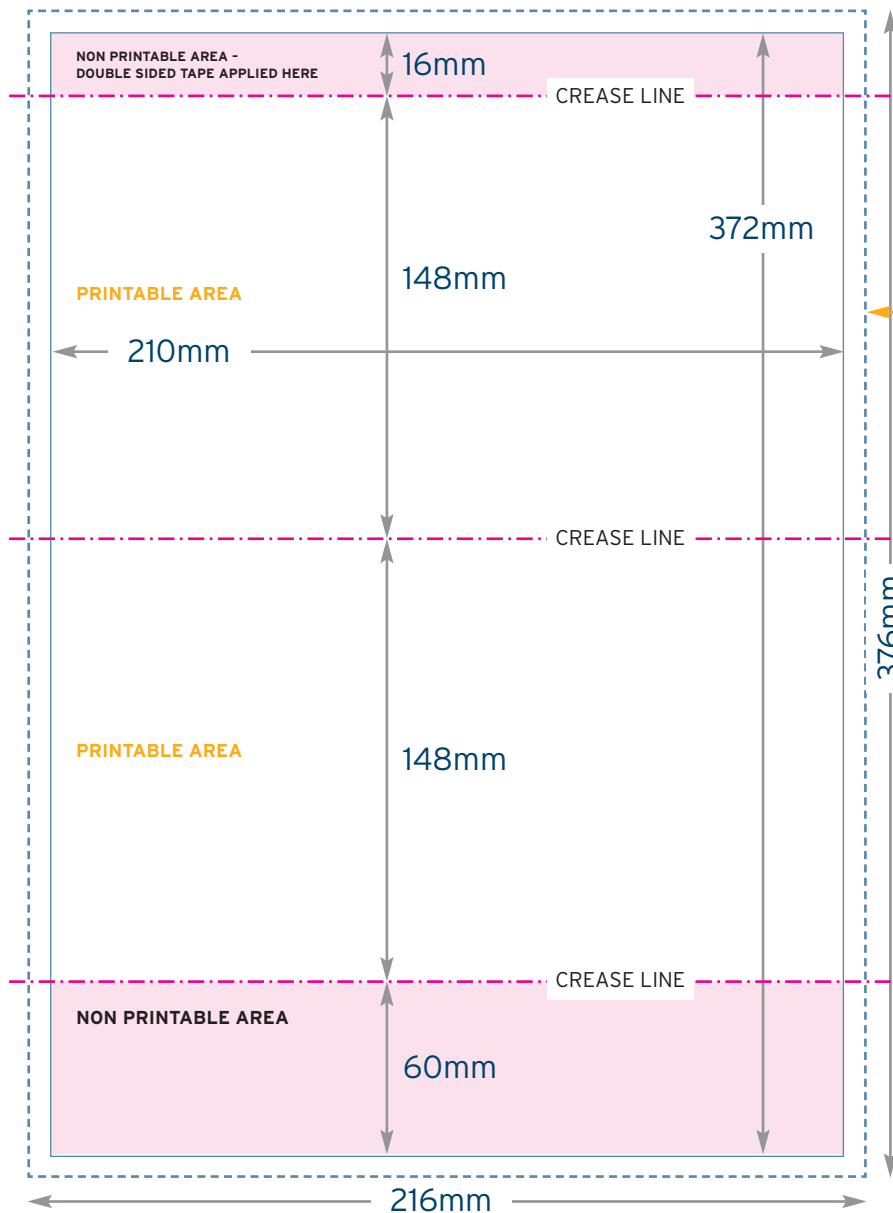 NON PRINTABLE AREA –
DOUBLE SIDED TAPE APPLIED HERE
16mm
CREASE LINE
372mm
148mm
PRINTABLE AREA
210mm
CREASE LINE
376mm
PRINTABLE AREA
148mm
CREASE LINE
NON PRINTABLE AREA
60mm
216mm